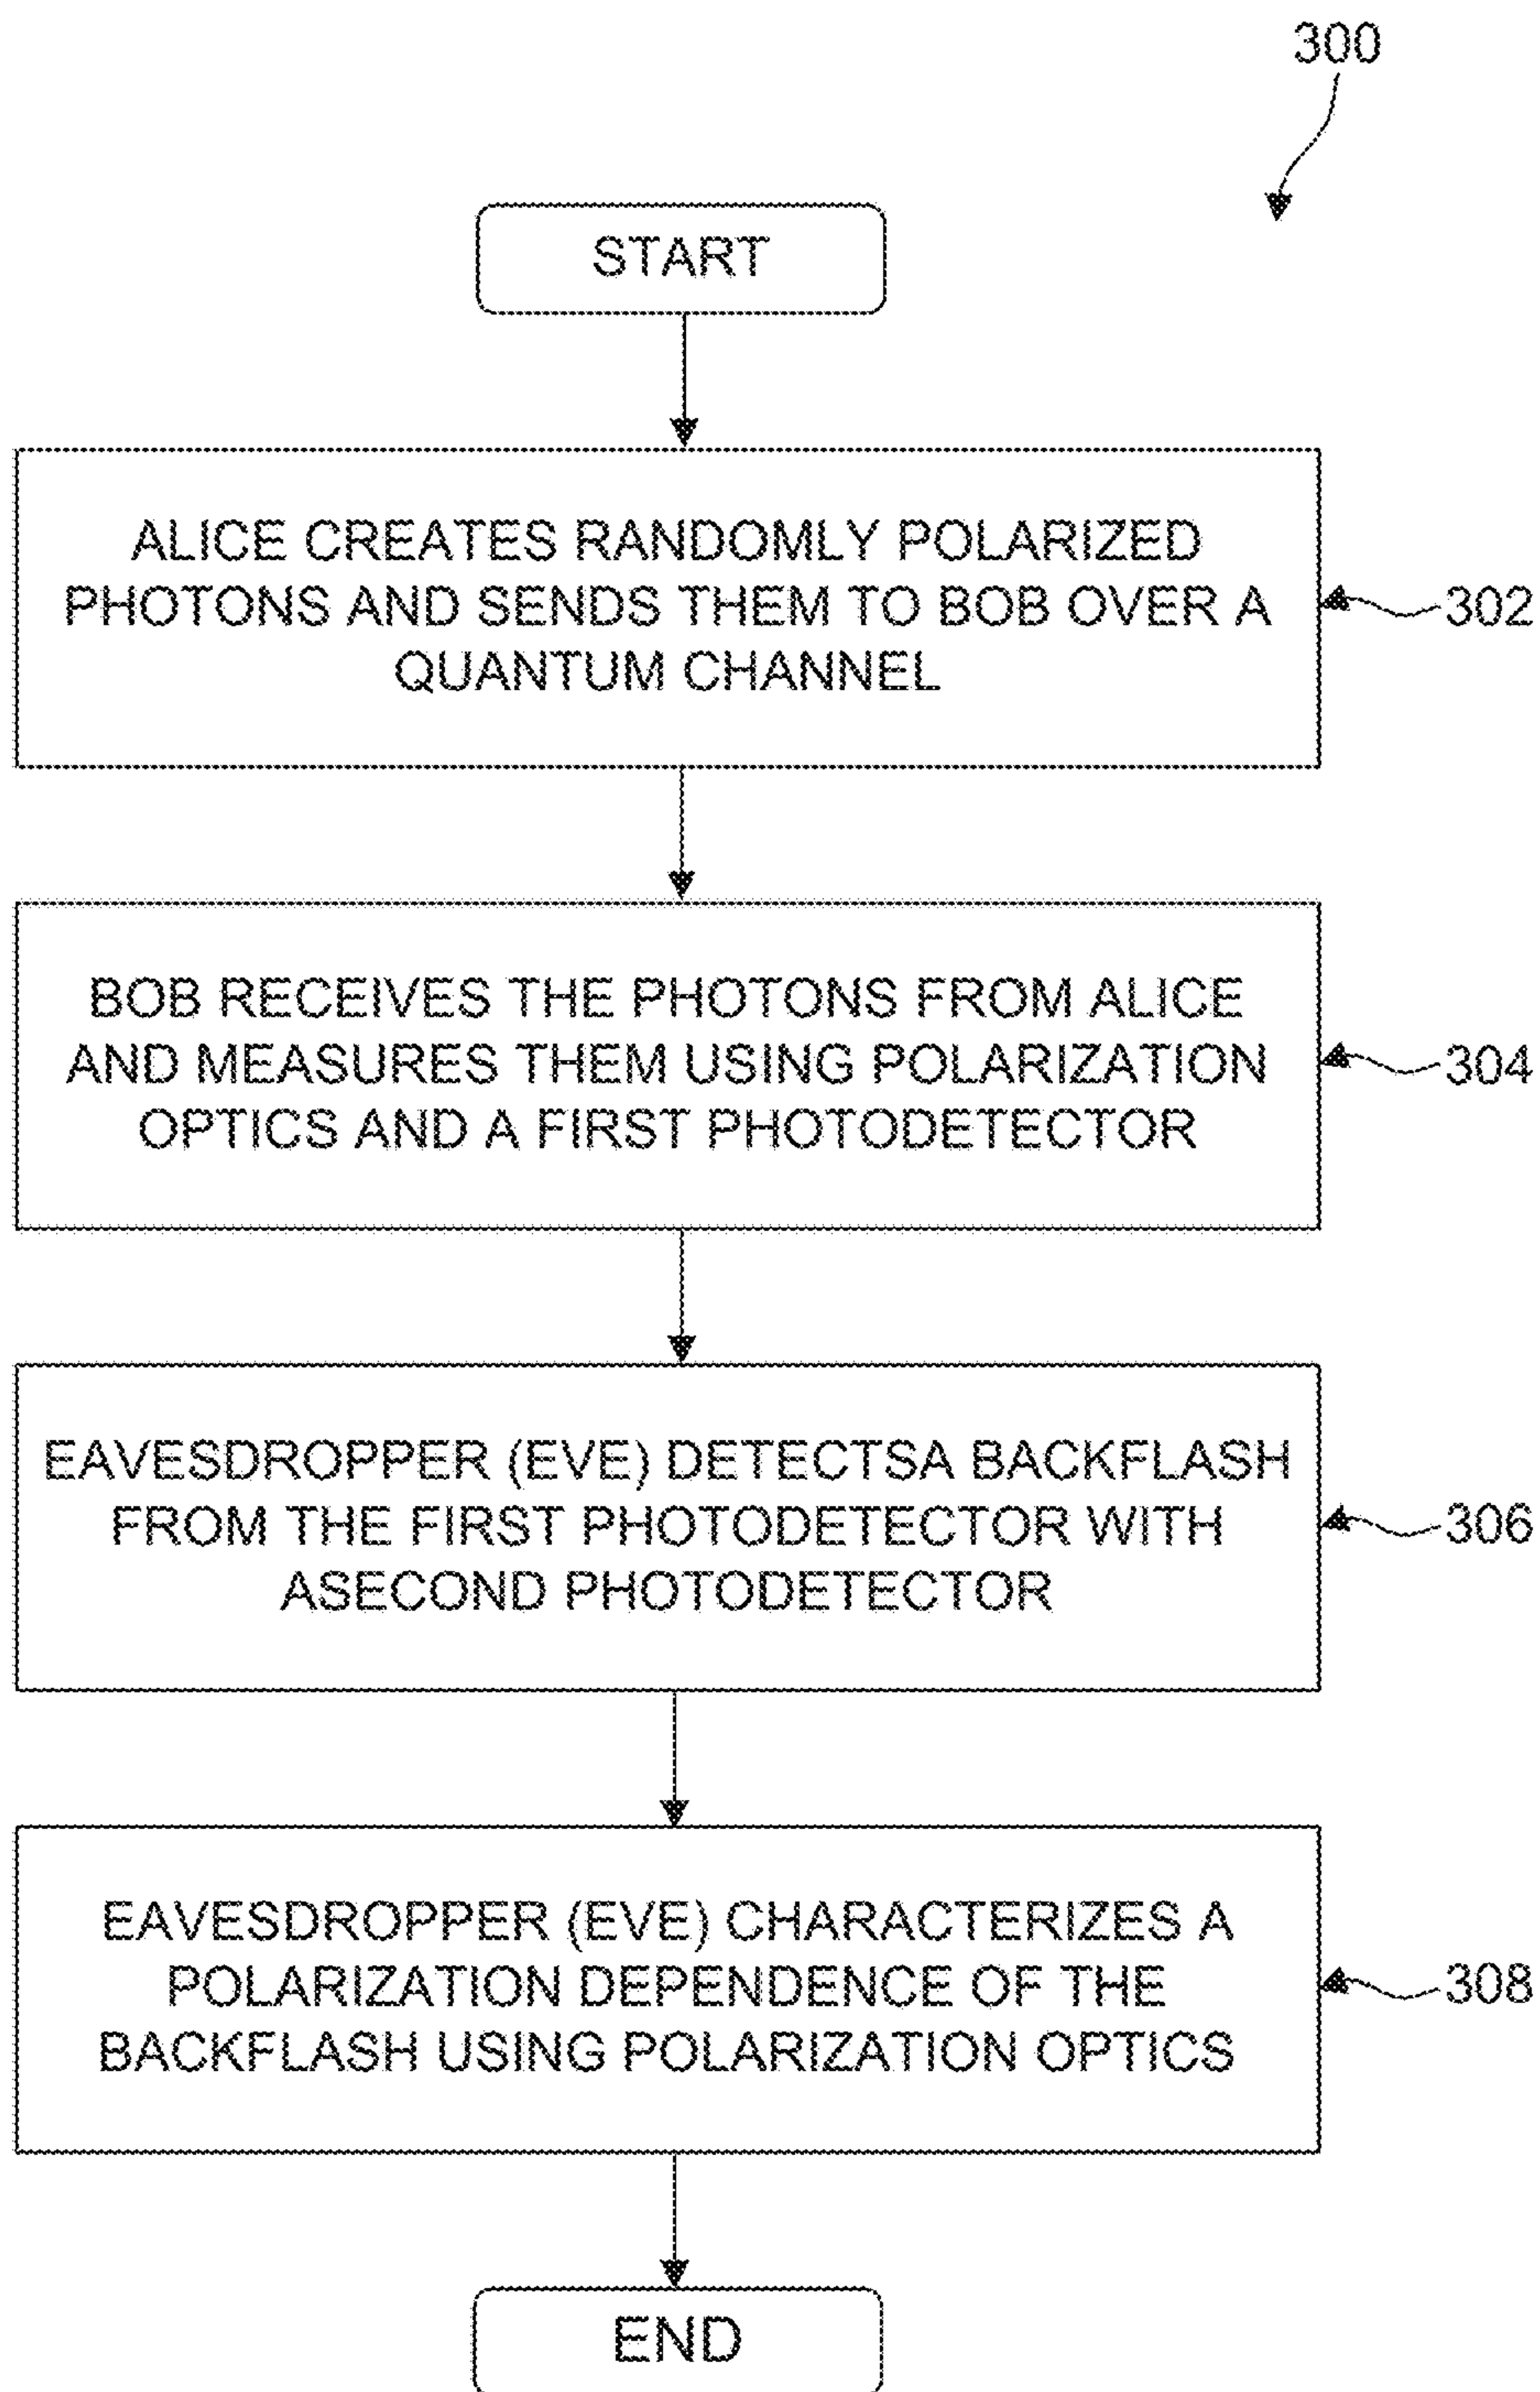 300
START
ALICE CREATES RANDOMLY POLARIZED
PHOTONS AND SENDS THEM TO BOB OVER A
QUANTUM CHANNEL
302
BOB RECEIVES THE PHOTONS FROM ALICE
AND MEASURES THEM USING POLARIZATION
OPTICS AND A FIRST PHOTODETECTOR
304
EAVESDROPPER (EVE) DETECTSA BACKFLASH
FROM THE FIRST PHOTODETECTOR WITH
ASECOND PHOTODETECTOR
306
EAVESDROPPER (EVE) CHARACTERIZES A
POLARIZATION DEPENDENCE OF THE
BACKFLASH USING POLARIZATION OPTICS
308
END